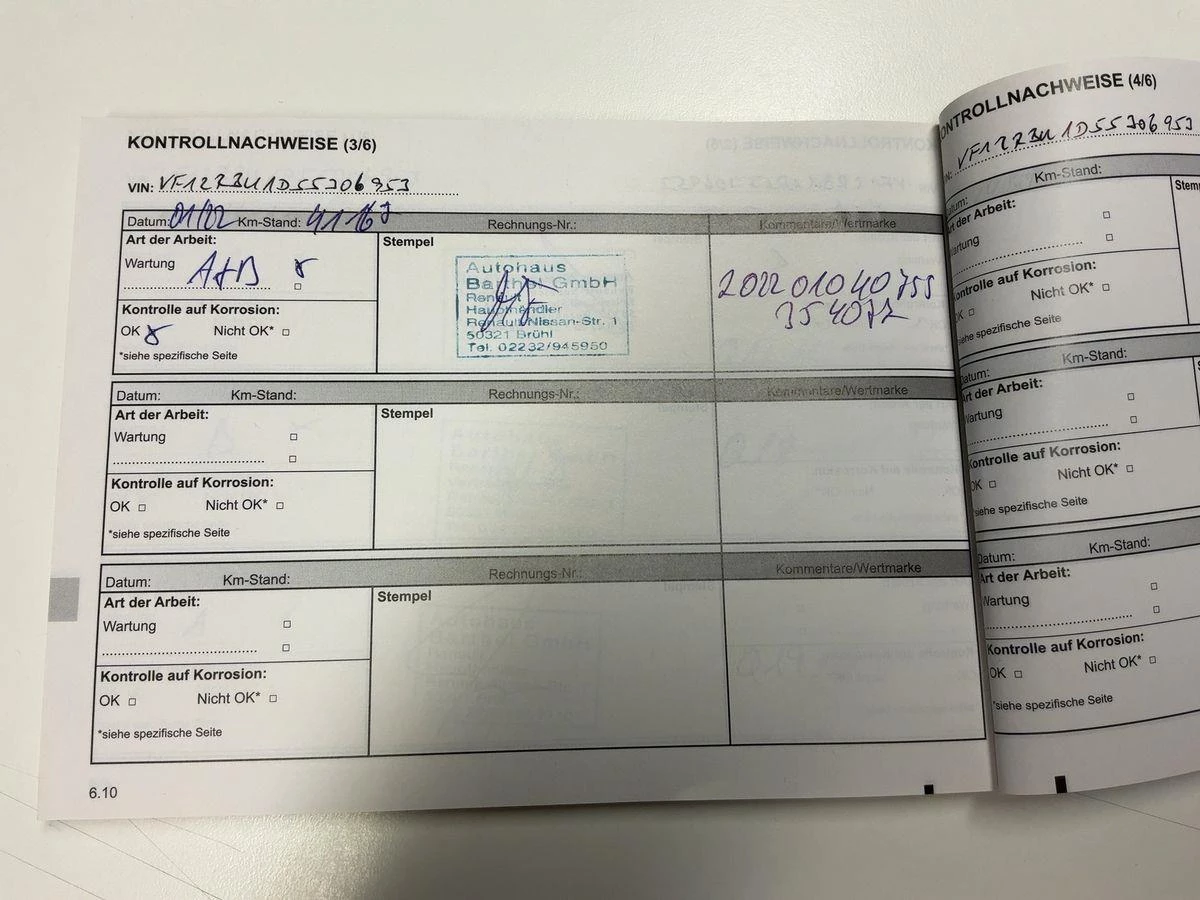 KONTROLLNACHWEISE (3/6)
VIN:
Datum: 01/22 Km-Stand: Rechnungs-Nr.: Kommentare/Wertmarke
Art der Arbeit:
Wartung A+B
Stempel
Autohaus
Barthel GmbH
Renault
Haupthändler
Renault-Nissan-Str. 1
50321 Brühl
Tel. 02232/945950
202201040755
354072
Kontrolle auf Korrosion:
OK Nicht OK*
*siehe spezifische Seite
Datum: Km-Stand: Rechnungs-Nr.: Kommentare/Wertmarke
Art der Arbeit:
Wartung
Stempel
Kontrolle auf Korrosion:
OK Nicht OK*
*siehe spezifische Seite
Datum: Km-Stand: Rechnungs-Nr.: Kommentare/Wertmarke
Art der Arbeit:
Wartung
Stempel
Kontrolle auf Korrosion:
OK Nicht OK*
*siehe spezifische Seite
6.10
ONTROLLNACHWEISE (4/6)
Datum: Km-Stand:
Art der Arbeit:
Wartung
Kontrolle auf Korrosion:
OK Nicht OK*
siehe spezifische Seite
Datum: Km-Stand:
Art der Arbeit:
Wartung
Kontrolle auf Korrosion:
OK Nicht OK*
siehe spezifische Seite
Datum: Km-Stand:
Art der Arbeit:
Wartung
Kontrolle auf Korrosion:
OK Nicht OK*
*siehe spezifische Seite